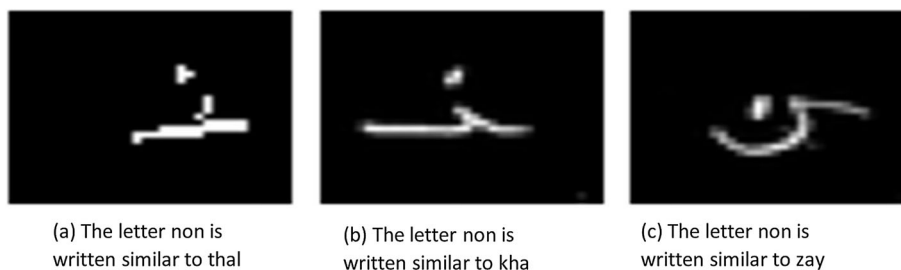 (a) The letter non is
written similar to thal
(b) The letter non is
written similar to kha
(c) The letter non is
written similar to zay